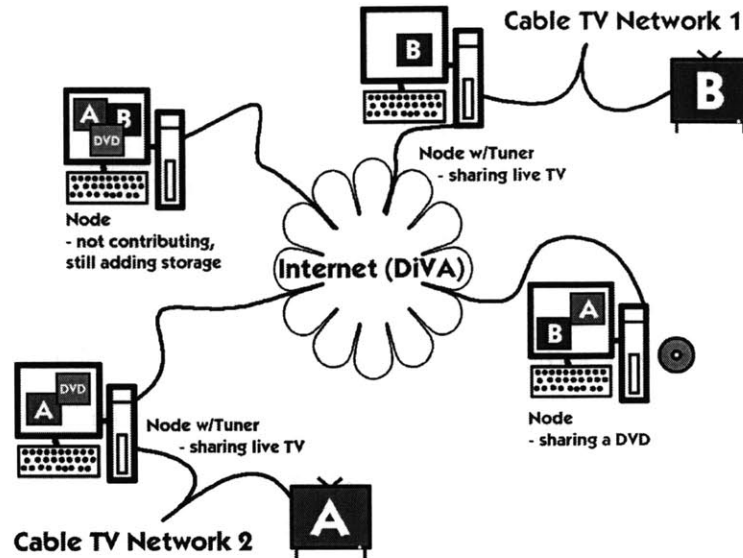 Cable TV Network 1
B
B
A
B
DVD
Node w/Tuner
- sharing live TV
Node
- not contributing,
still adding storage
Internet (DiVA)
A
B
DVD
A
Node w/Tuner
- sharing live TV
Node
- sharing a DVD
A
Cable TV Network 2